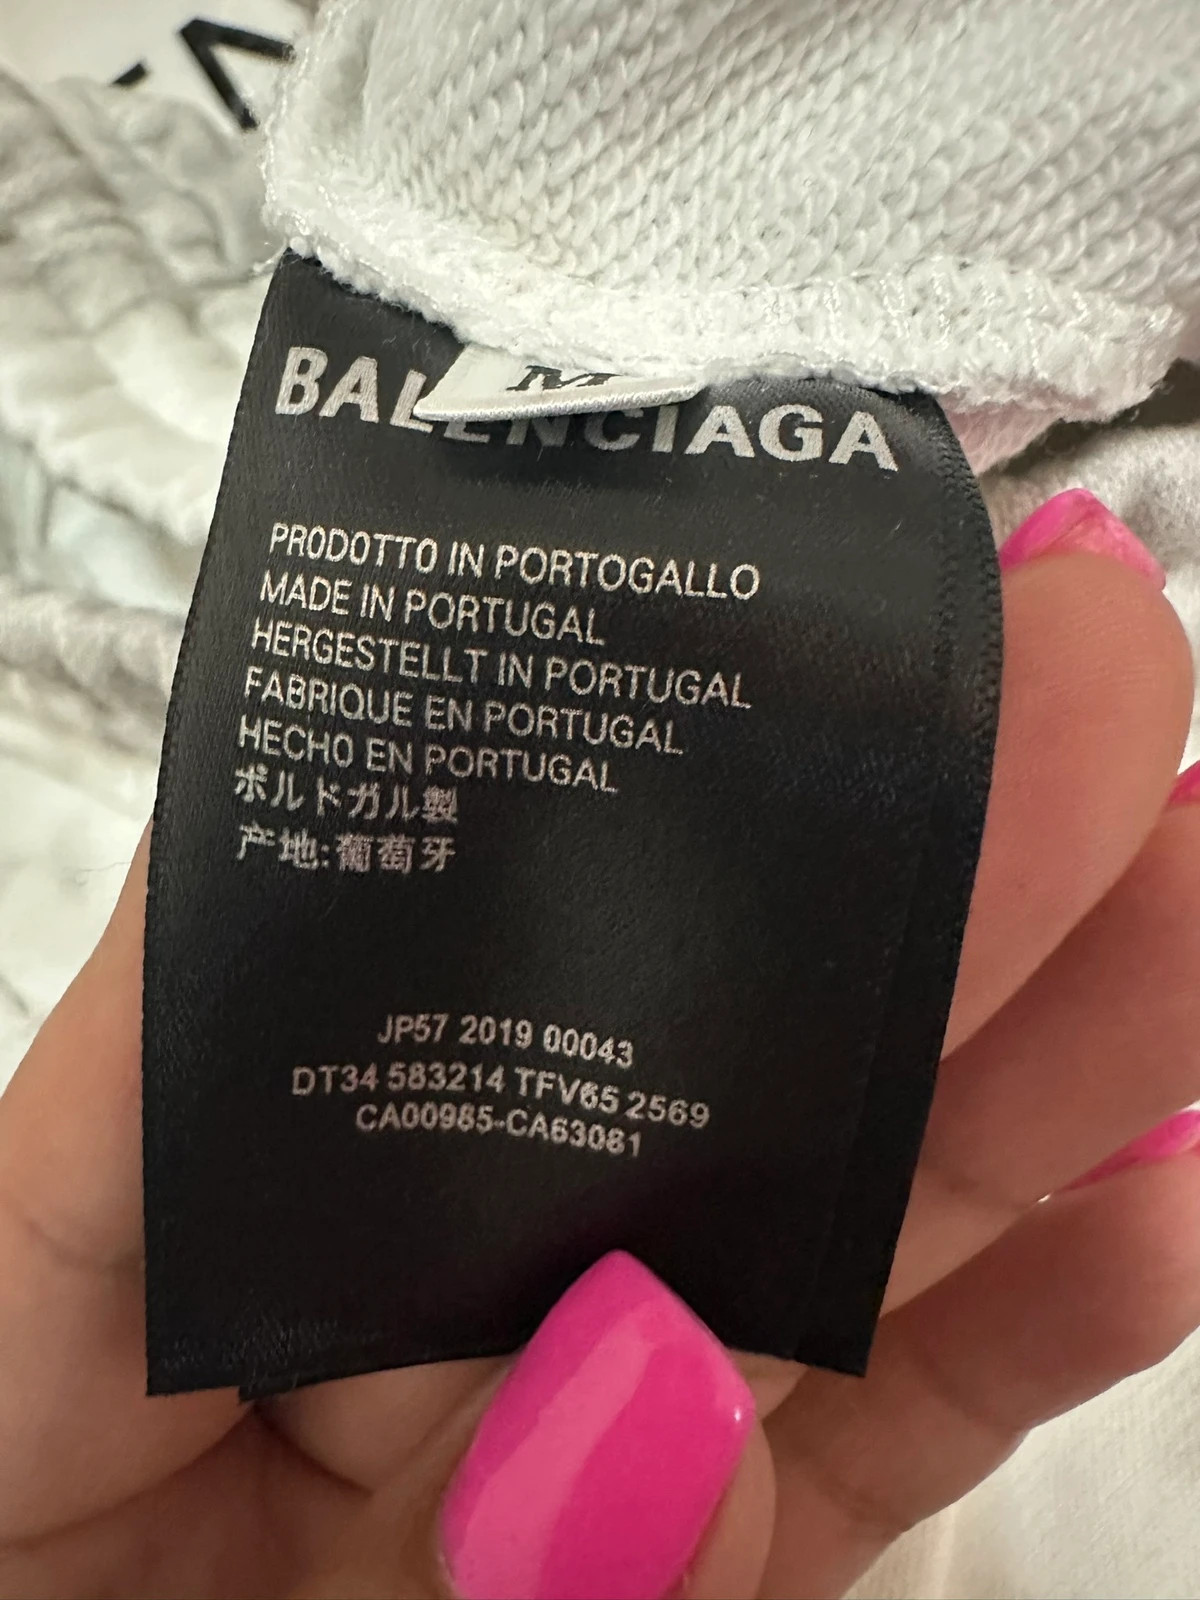 BALENCIAGA
M
PRODOTTO IN PORTOGALLO
MADE IN PORTUGAL
HERGESTELLT IN PORTUGAL
FABRIQUE EN PORTUGAL
HECHO EN PORTUGAL
ポルトガル製
产地:葡萄牙
JP57 2019 00043
DT34 583214 TFV65 2569
CA00985-CA63081